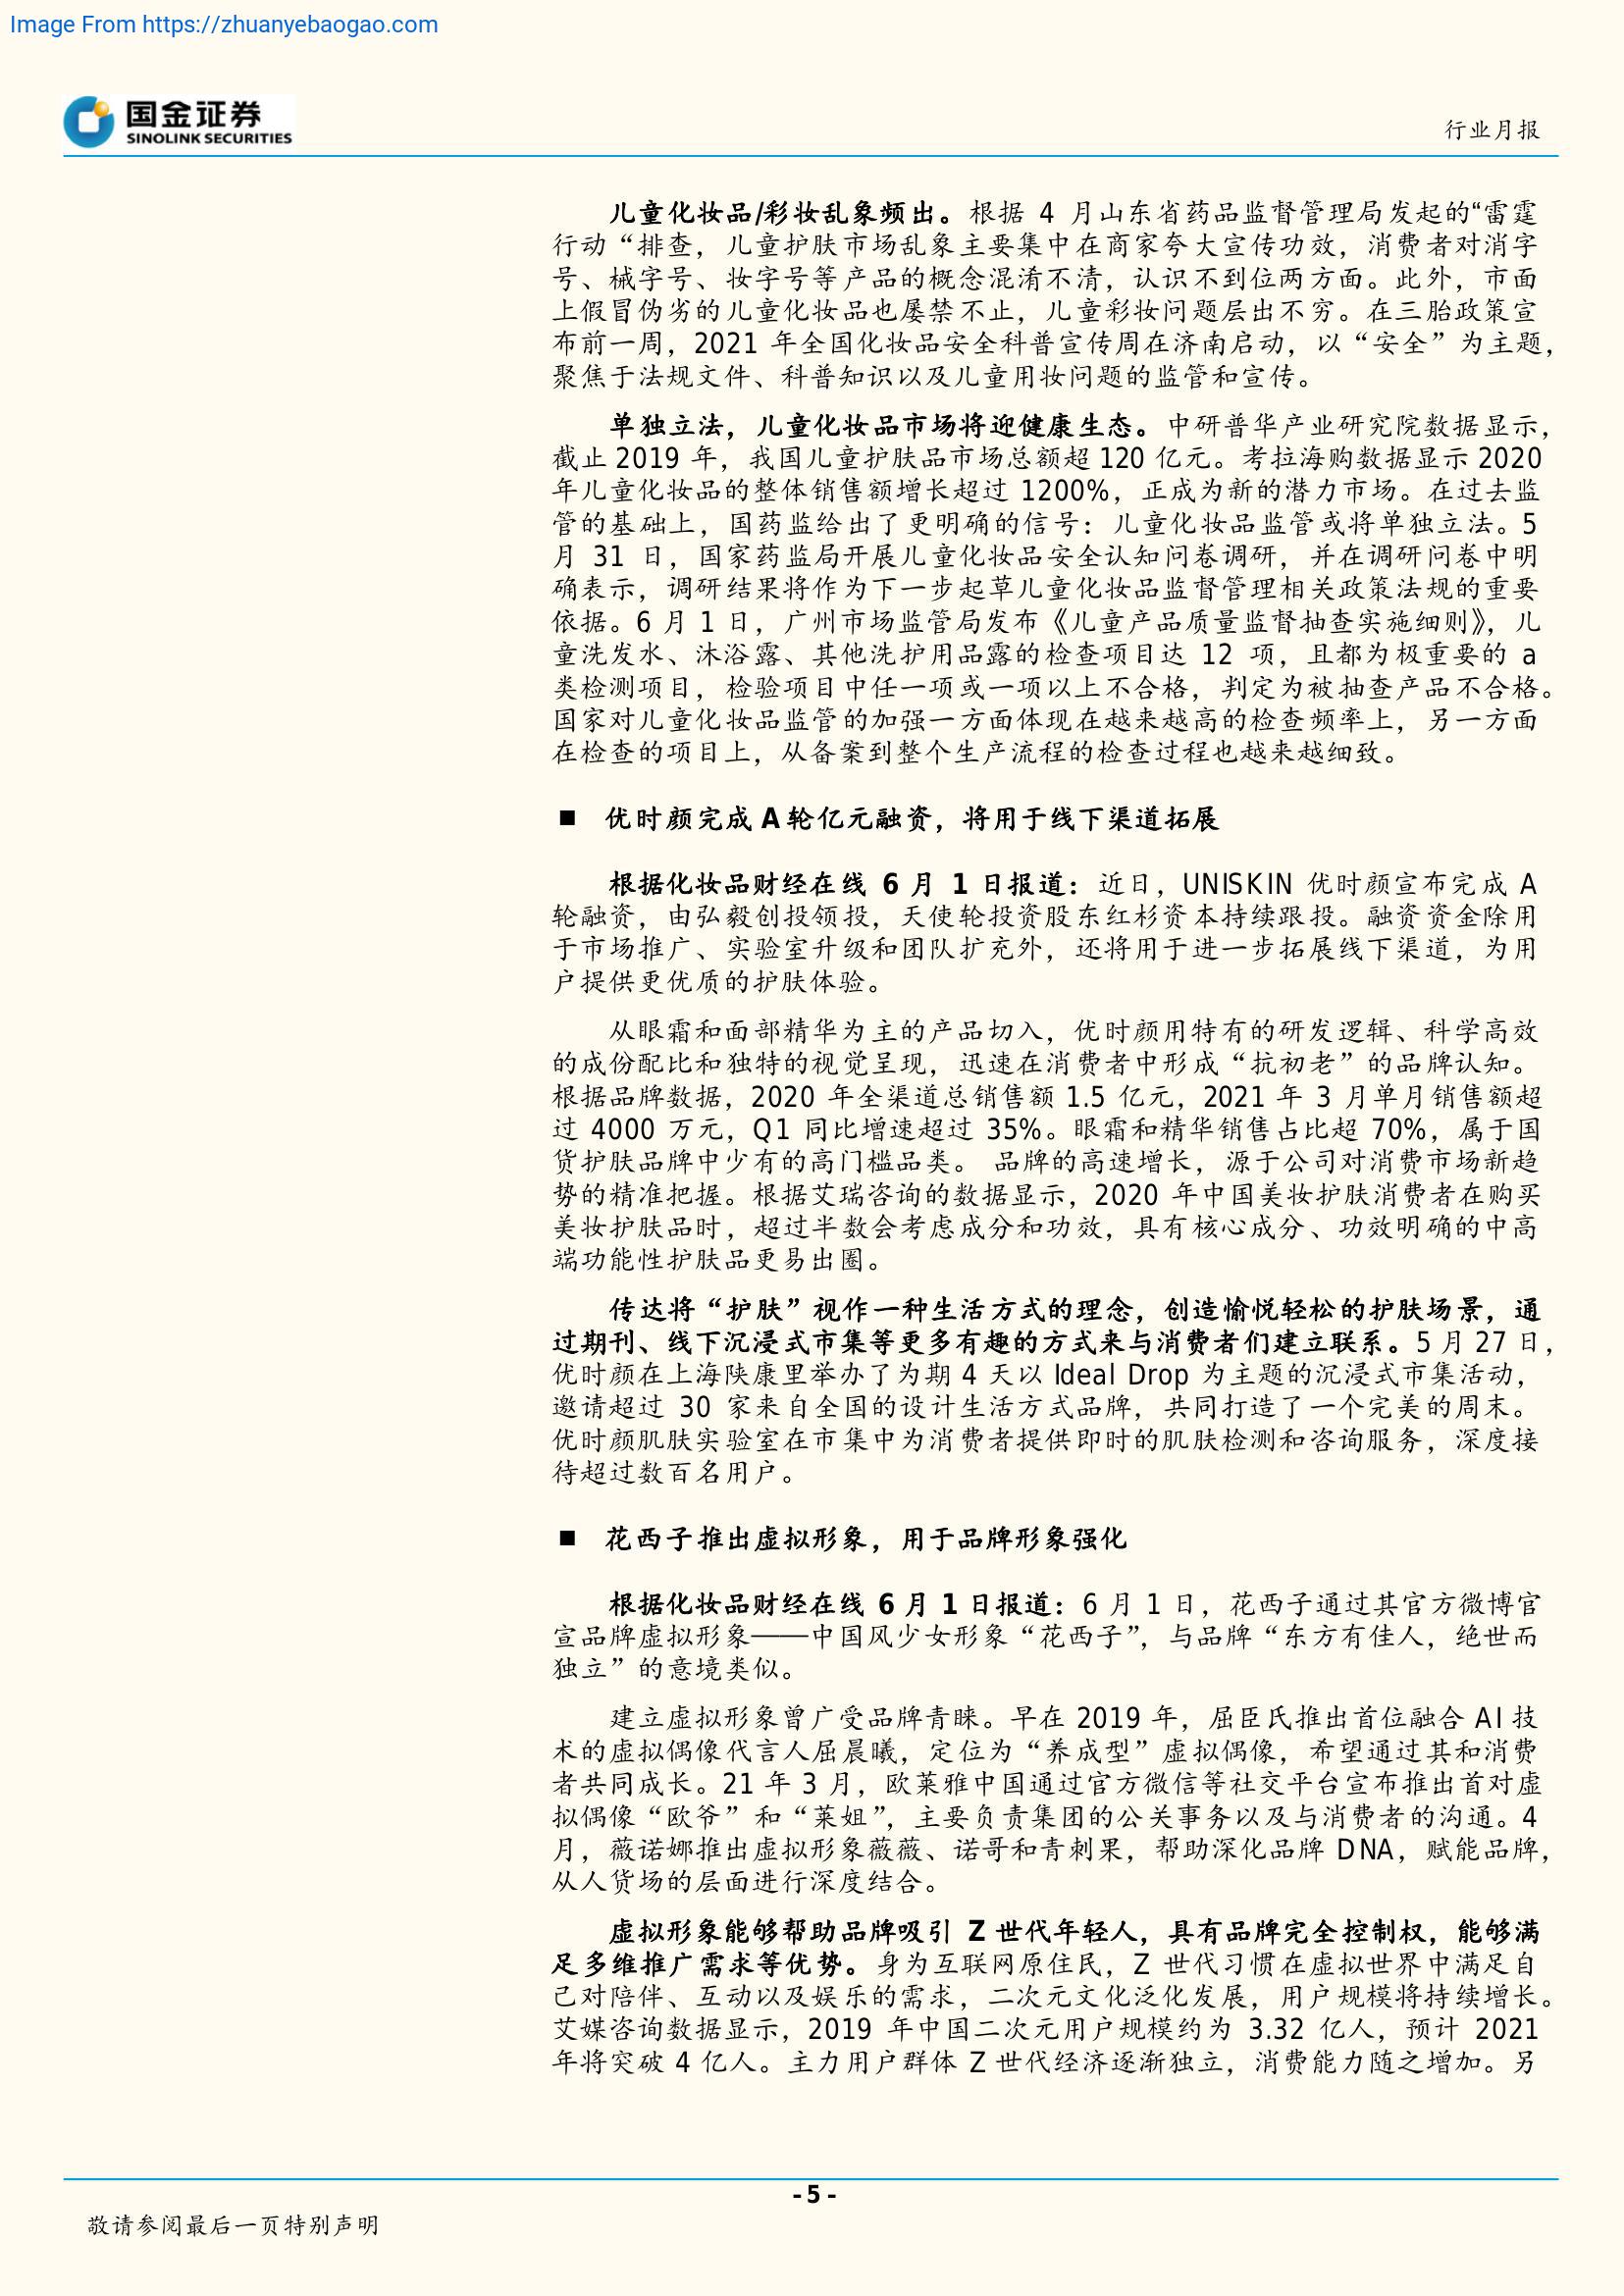 Image From https://zhuanyebaogao.com
国金证券
SINOLINK SECURITIES
行业月报
儿童化妆品/彩妆乱象频出。根据 4 月山东省药品监督管理局发起的“雷霆
行动“排查，儿童护肤市场乱象主要集中在商家夸大宣传功效，消费者对消字
号、械字号、妆字号等产品的概念混淆不清，认识不到位两方面。此外，市面
上假冒伪劣的儿童化妆品也屡禁不止，儿童彩妆问题层出不穷。在三胎政策宣
布前一周，2021 年全国化妆品安全科普宣传周在济南启动，以“安全”为主题，
聚焦于法规文件、科普知识以及儿童用妆问题的监管和宣传。
单独立法，儿童化妆品市场将迎健康生态。中研普华产业研究院数据显示，
截止 2019 年，我国儿童护肤品市场总额超 120 亿元。考拉海购数据显示 2020
年儿童化妆品的整体销售额增长超过 1200%，正成为新的潜力市场。在过去监
管的基础上，国药监给出了更明确的信号：儿童化妆品监管或将单独立法。5
月 31 日，国家药监局开展儿童化妆品安全认知问卷调研，并在调研问卷中明
确表示，调研结果将作为下一步起草儿童化妆品监督管理相关政策法规的重要
依据。6 月 1 日，广州市场监管局发布《儿童产品质量监督抽查实施细则》，儿
童洗发水、沐浴露、其他洗护用品露的检查项目达 12 项，且都为极重要的 a
类检测项目，检验项目中任一项或一项以上不合格，判定为被抽查产品不合格。
国家对儿童化妆品监管的加强一方面体现在越来越高的检查频率上，另一方面
在检查的项目上，从备案到整个生产流程的检查过程也越来越细致。
■ 优时颜完成 A 轮亿元融资，将用于线下渠道拓展
根据化妆品财经在线 6 月 1 日报道：近日，UNISKIN 优时颜宣布完成 A
轮融资，由弘毅创投领投，天使轮投资股东红杉资本持续跟投。融资资金除用
于市场推广、实验室升级和团队扩充外，还将用于进一步拓展线下渠道，为用
户提供更优质的护肤体验。
从眼霜和面部精华为主的产品切入，优时颜用特有的研发逻辑、科学高效
的成份配比和独特的视觉呈现，迅速在消费者中形成“抗初老”的品牌认知。
根据品牌数据，2020 年全渠道总销售额 1.5 亿元，2021 年 3 月单月销售额超
过 4000 万元，Q1 同比增速超过 35%。眼霜和精华销售占比超 70%，属于国
货护肤品牌中少有的高门槛品类。 品牌的高速增长，源于公司对消费市场新趋
势的精准把握。根据艾瑞咨询的数据显示，2020 年中国美妆护肤消费者在购买
美妆护肤品时，超过半数会考虑成分和功效，具有核心成分、功效明确的中高
端功能性护肤品更易出圈。
传达将“护肤”视作一种生活方式的理念，创造愉悦轻松的护肤场景，通
过期刊、线下沉浸式市集等更多有趣的方式来与消费者们建立联系。5 月 27 日，
优时颜在上海陕康里举办了为期 4 天以 Ideal Drop 为主题的沉浸式市集活动，
邀请超过 30 家来自全国的设计生活方式品牌，共同打造了一个完美的周末。
优时颜肌肤实验室在市集中为消费者提供即时的肌肤检测和咨询服务，深度接
待超过数百名用户。
■ 花西子推出虚拟形象，用于品牌形象强化
根据化妆品财经在线 6 月 1 日报道：6 月 1 日，花西子通过其官方微博官
宣品牌虚拟形象——中国风少女形象“花西子”，与品牌“东方有佳人，绝世而
独立”的意境类似。
建立虚拟形象曾广受品牌青睐。早在 2019 年，屈臣氏推出首位融合 AI 技
术的虚拟偶像代言人屈晨曦，定位为“养成型”虚拟偶像，希望通过其和消费
者共同成长。21 年 3 月，欧莱雅中国通过官方微信等社交平台宣布推出首对虚
拟偶像“欧爷”和“莱姐”，主要负责集团的公关事务以及与消费者的沟通。4
月，薇诺娜推出虚拟形象薇薇、诺哥和青刺果，帮助深化品牌 DNA，赋能品牌，
从人货场的层面进行深度结合。
虚拟形象能够帮助品牌吸引 Z 世代年轻人，具有品牌完全控制权，能够满
足多维推广需求等优势。身为互联网原住民，Z 世代习惯在虚拟世界中满足自
己对陪伴、互动以及娱乐的需求，二次元文化泛化发展，用户规模将持续增长。
艾媒咨询数据显示，2019 年中国二次元用户规模约为 3.32 亿人，预计 2021
年将突破 4 亿人。主力用户群体 Z 世代经济逐渐独立，消费能力随之增加。另
- 5 -
敬请参阅最后一页特别声明